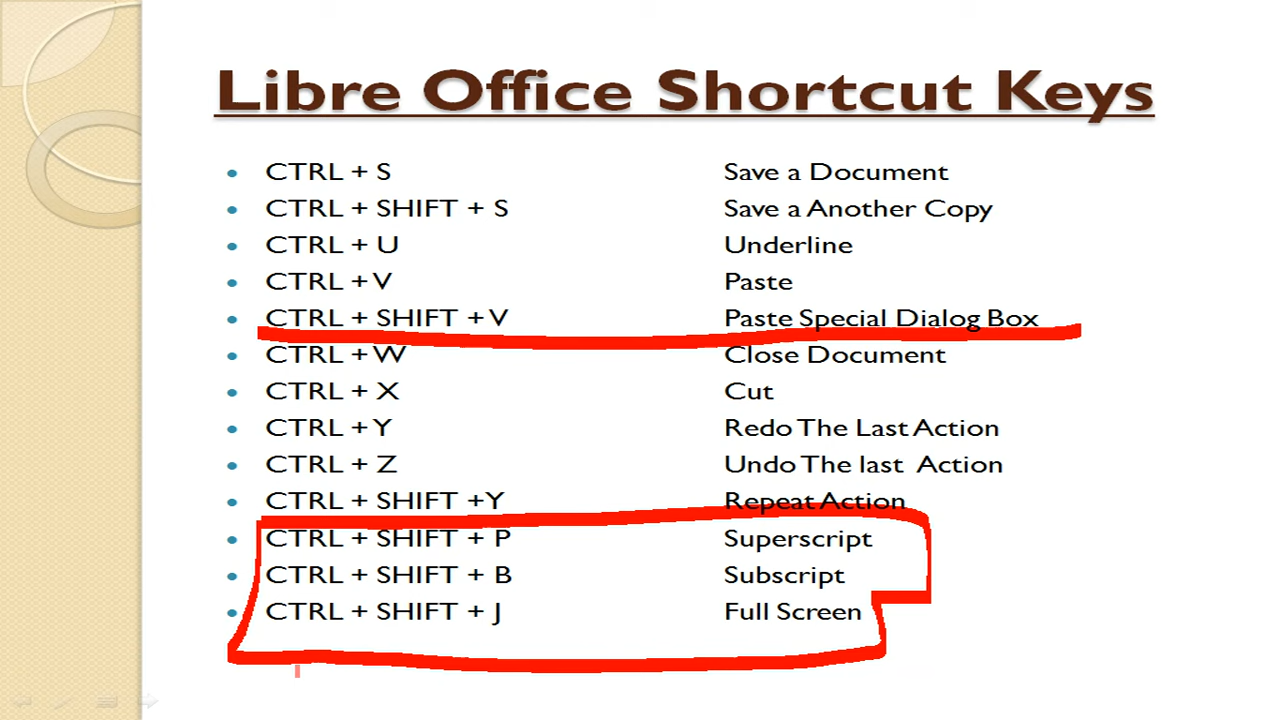 Libre Office Shortcut Keys
• CTRL + S Save a Document
• CTRL + SHIFT + S Save a Another Copy
• CTRL + U Underline
• CTRL + V Paste
• CTRL + SHIFT + V Paste Special Dialog Box
• CTRL + W Close Document
• CTRL + X Cut
• CTRL + Y Redo The Last Action
• CTRL + Z Undo The last Action
• CTRL + SHIFT + Y Repeat Action
• CTRL + SHIFT + P Superscript
• CTRL + SHIFT + B Subscript
• CTRL + SHIFT + J Full Screen